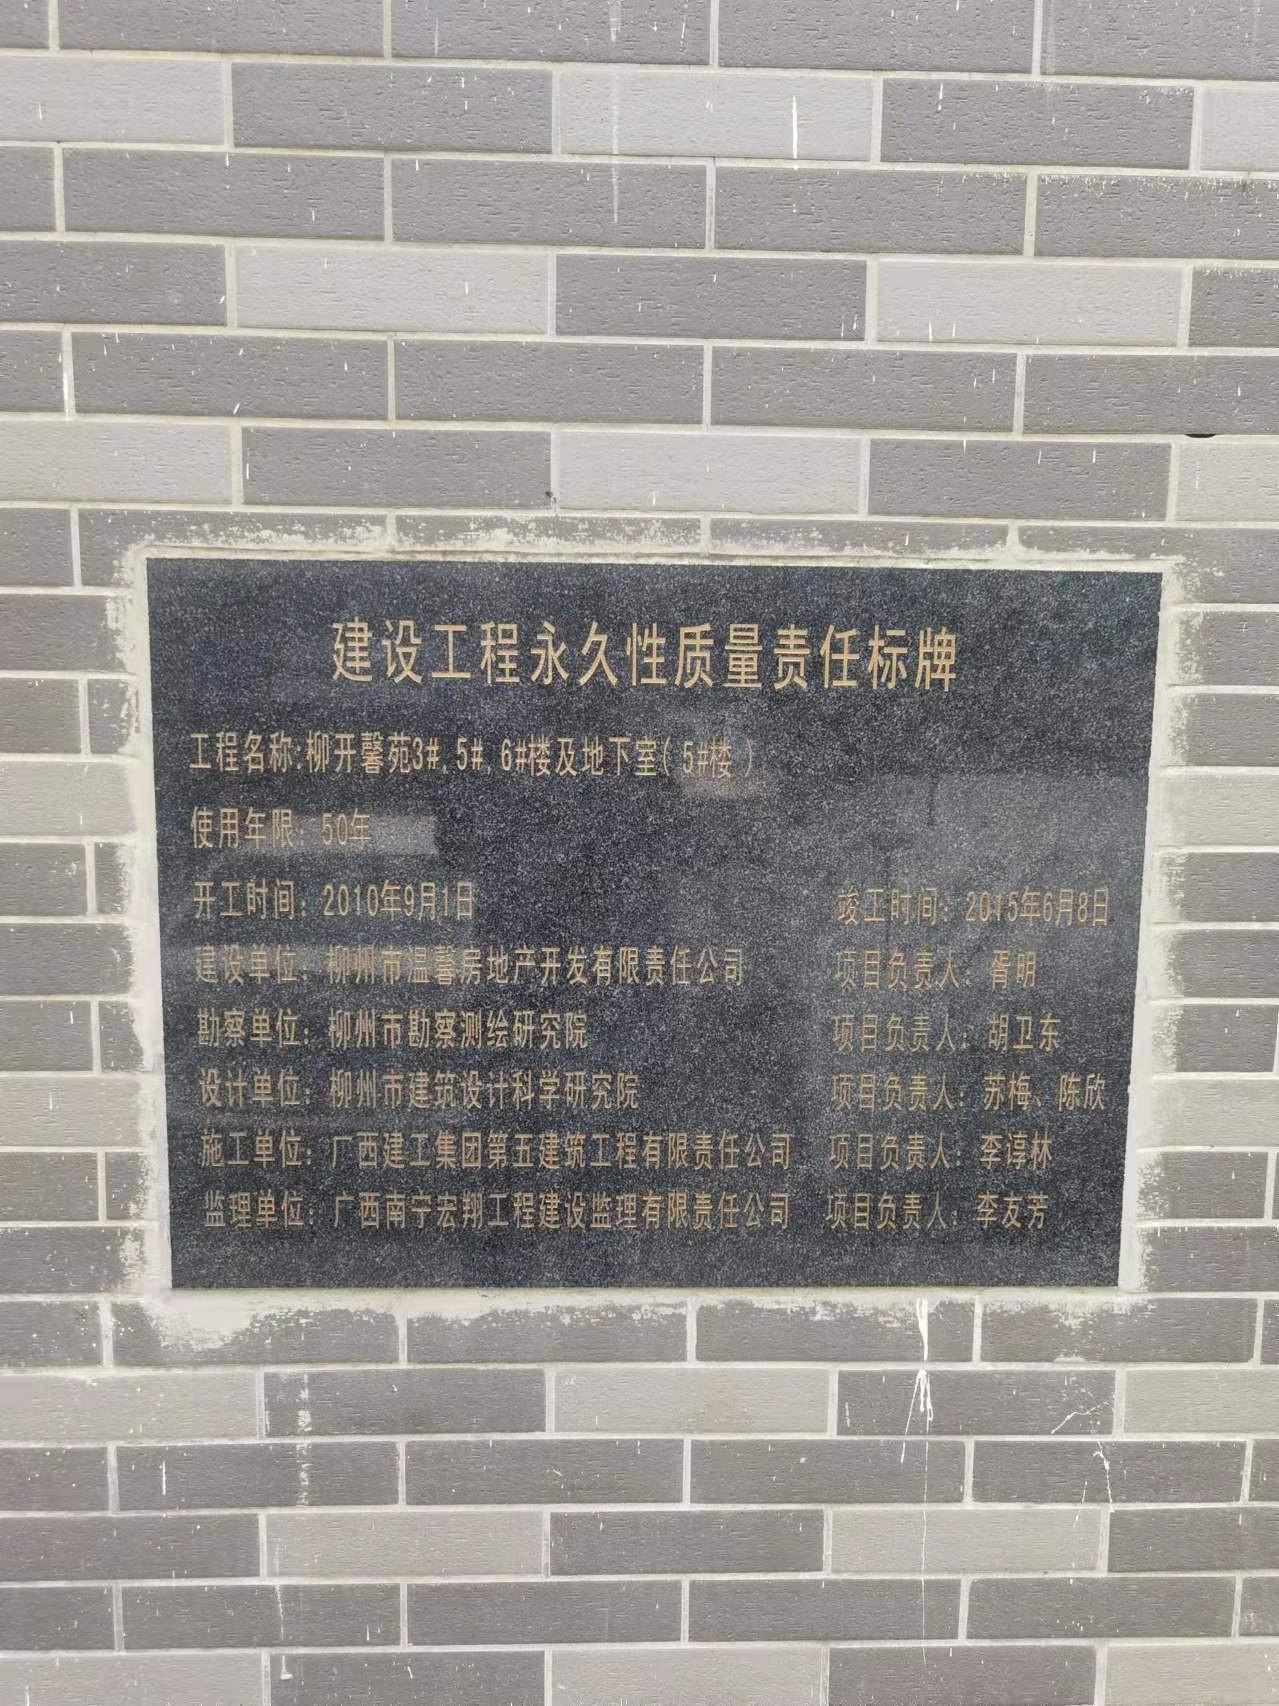 建设工程永久性质量责任标牌
工程名称:柳开馨苑3#、5#、6#楼及地下室(5#楼)
使用年限：50年
开工时间：2010年9月1日 竣工时间：2015年6月8日
建设单位：柳州市温馨房地产开发有限责任公司 项目负责人：胥明
勘察单位：柳州市勘察测绘研究院 项目负责人：胡卫东
设计单位：柳州市建筑设计科学研究院 项目负责人：苏梅、陈欣
施工单位：广西建工集团第五建筑工程有限责任公司 项目负责人：李谆林
监理单位：广西南宁宏翔工程建设监理有限责任公司 项目负责人：李友芳